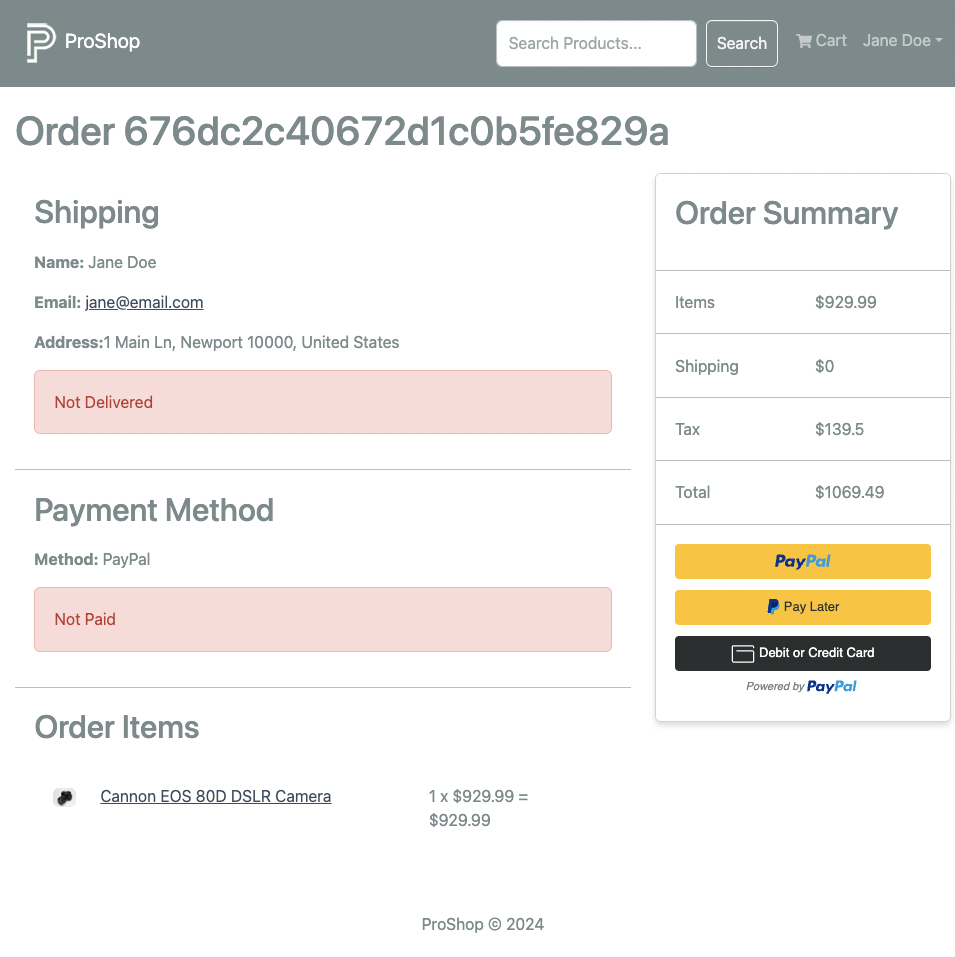 ProShop
Search Products...
Search
Cart
Jane Doe
Order 676dc2c40672d1c0b5fe829a
Shipping
Name: Jane Doe
Email: jane@email.com
Address:1 Main Ln, Newport 10000, United States
Not Delivered
Payment Method
Method: PayPal
Not Paid
Order Items
Cannon EOS 80D DSLR Camera
1 x $929.99 =
$929.99
Order Summary
Items $929.99
Shipping $0
Tax $139.5
Total $1069.49
PayPal
Pay Later
Debit or Credit Card
Powered by PayPal
ProShop © 2024